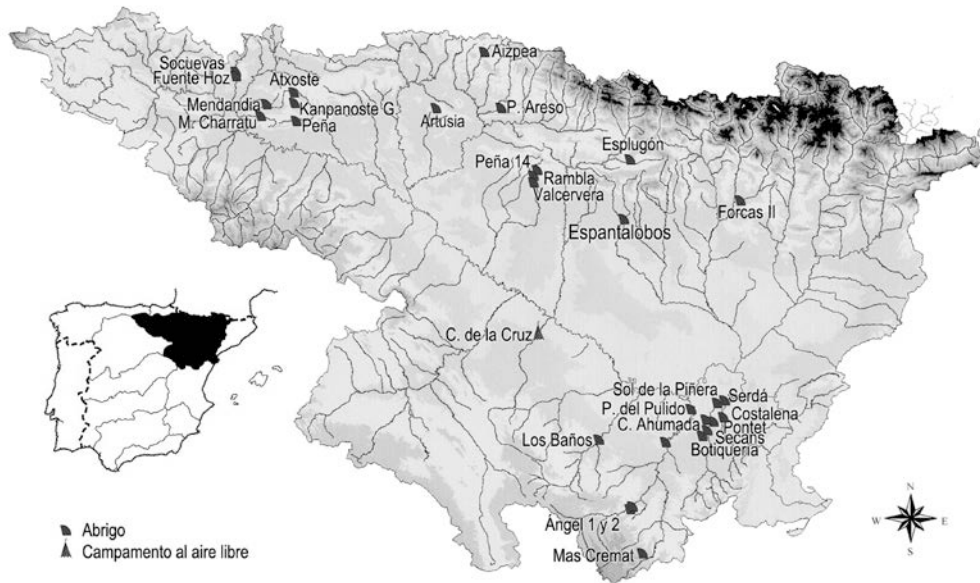 Aizpea
Socuevas
Fuente Hoz
Atxoste
Mendandia
Kanpanoste G
M. Charratu
Peña
Artusia
P. Areso
Esplugón
Peña 14
Rambla
Valcervera
Forcas II
Espantalobos
C. de la Cruz
Sol de la Piñera
Serdá
P. del Pulido
Costalena
C. Ahumada
Pontet
Los Baños
Secans
Botiquería
Ángel 1 y 2
Mas Cremat
Abrigo
Campamento al aire libre
N
W
E
S